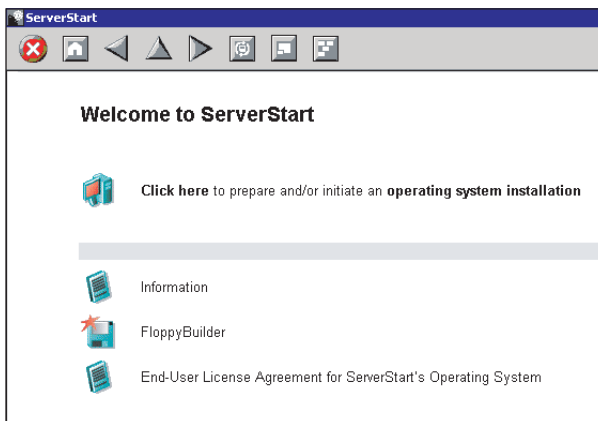 ServerStart
Welcome to ServerStart
Click here to prepare and/or initiate an operating system installation
Information
FloppyBuilder
End-User License Agreement for ServerStart's Operating System